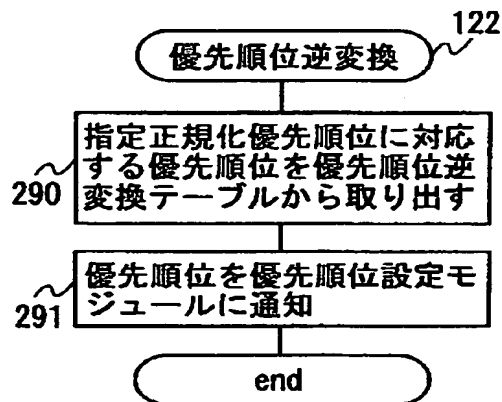 122
優先順位逆変換
指定正規化優先順位に対応
する優先順位を優先順位逆
変換テーブルから取り出す
290
優先順位を優先順位設定モ
ジュールに通知
291
end